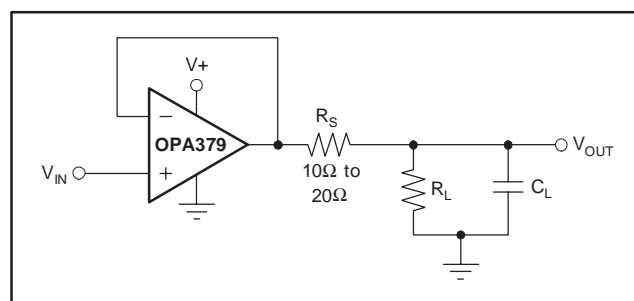 V+
−
OPA379
+
V_IN
R_S
10Ω to
20Ω
R_L
C_L
V_OUT